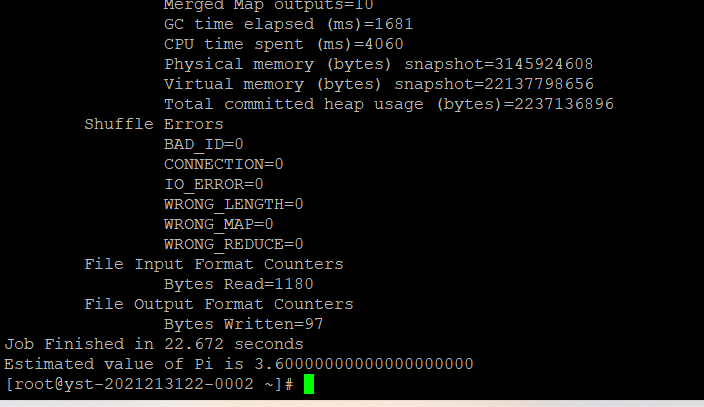 Merged Map outputs=10
GC time elapsed (ms)=1681
CPU time spent (ms)=4060
Physical memory (bytes) snapshot=3145924608
Virtual memory (bytes) snapshot=22137798656
Total committed heap usage (bytes)=2237136896
Shuffle Errors
BAD_ID=0
CONNECTION=0
IO_ERROR=0
WRONG_LENGTH=0
WRONG_MAP=0
WRONG_REDUCE=0
File Input Format Counters
Bytes Read=1180
File Output Format Counters
Bytes Written=97
Job Finished in 22.672 seconds
Estimated value of Pi is 3.60000000000000000000
[root@yst-2021213122-0002 ~]#